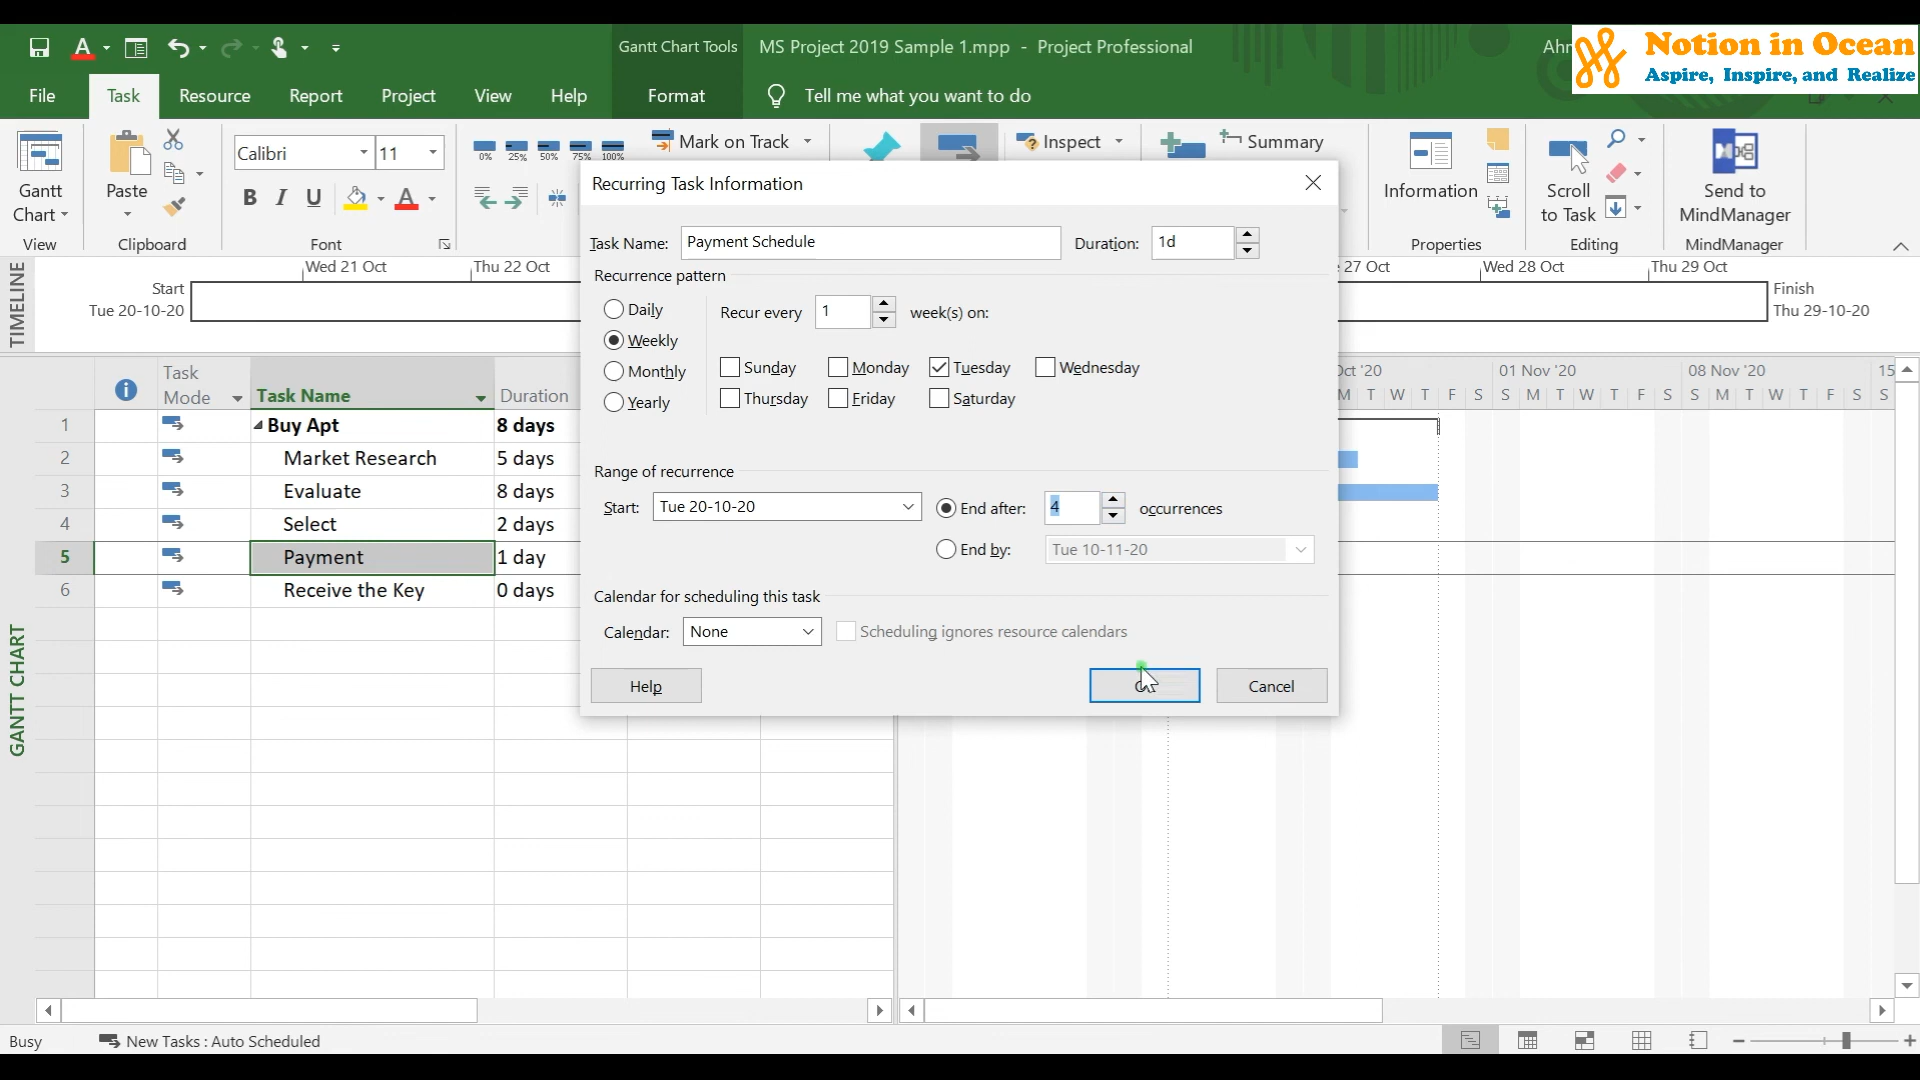 Gantt Chart Tools
MS Project 2019 Sample 1.mpp - Project Professional
Notion in Ocean
Aspire, Inspire, and Realize
File
Task
Resource
Report
Project
View
Help
Format
Tell me what you want to do
Gantt
Chart
View
Paste
Clipboard
Calibri
11
B I U
A
Font
0%
25%
50%
75%
100%
Mark on Track
Inspect
Summary
Information
Properties
Scroll
to Task
Editing
Send to
MindManager
MindManager
TIMELINE
Start
Tue 20-10-20
Wed 21 Oct
Thu 22 Oct
27 Oct
Wed 28 Oct
Thu 29 Oct
Finish
Thu 29-10-20
Recurring Task Information
Task Name:
Payment Schedule
Duration:
1d
Recurrence pattern
Daily
Weekly
Monthly
Yearly
Recur every
1
week(s) on:
Sunday
Monday
Tuesday
Wednesday
Thursday
Friday
Saturday
Range of recurrence
Start:
Tue 20-10-20
End after:
4
occurrences
End by:
Tue 10-11-20
Calendar for scheduling this task
Calendar:
None
Scheduling ignores resource calendars
Help
Cancel
GANTT CHART
Task
Mode
Task Name
Duration
1 Buy Apt 8 days
2 Market Research 5 days
3 Evaluate 8 days
4 Select 2 days
5 Payment 1 day
6 Receive the Key 0 days
'20
01 Nov '20
08 Nov '20
15
M T W T F S S M T W T F S S M T W T F S S
Busy
New Tasks : Auto Scheduled